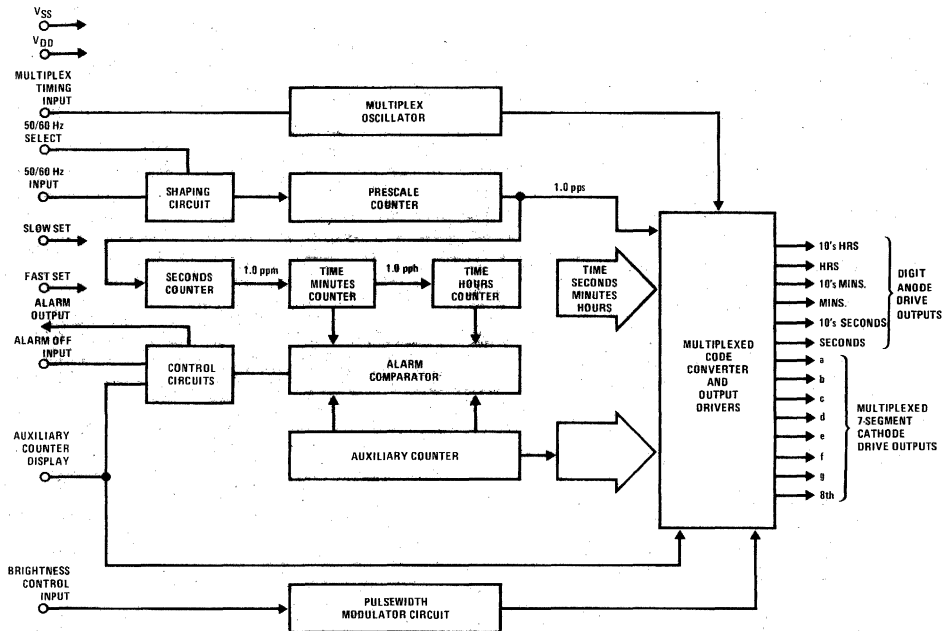 VSS
VDD
MULTIPLEX
TIMING
INPUT
50/60 Hz
SELECT
50/60 Hz
INPUT
SLOW SET
FAST SET
ALARM
OUTPUT
ALARM OFF
INPUT
AUXILIARY
COUNTER
DISPLAY
BRIGHTNESS
CONTROL
INPUT
MULTIPLEX
OSCILLATOR
SHAPING
CIRCUIT
PRESCALE
COUNTER
1.0 pps
SECONDS
COUNTER
1.0 ppm
TIME
MINUTES
COUNTER
1.0 pph
TIME
HOURS
COUNTER
TIME
SECONDS
MINUTES
HOURS
CONTROL
CIRCUITS
ALARM
COMPARATOR
AUXILIARY COUNTER
PULSEWIDTH
MODULATOR CIRCUIT
MULTIPLEXED
CODE
CONVERTER
AND
OUTPUT
DRIVERS
10's HRS
HRS
10's MINS.
MINS.
10's SECONDS
SECONDS
DIGIT
ANODE
DRIVE
OUTPUTS
a
b
c
d
e
f
g
8th
MULTIPLEXED
7-SEGMENT
CATHODE
DRIVE OUTPUTS